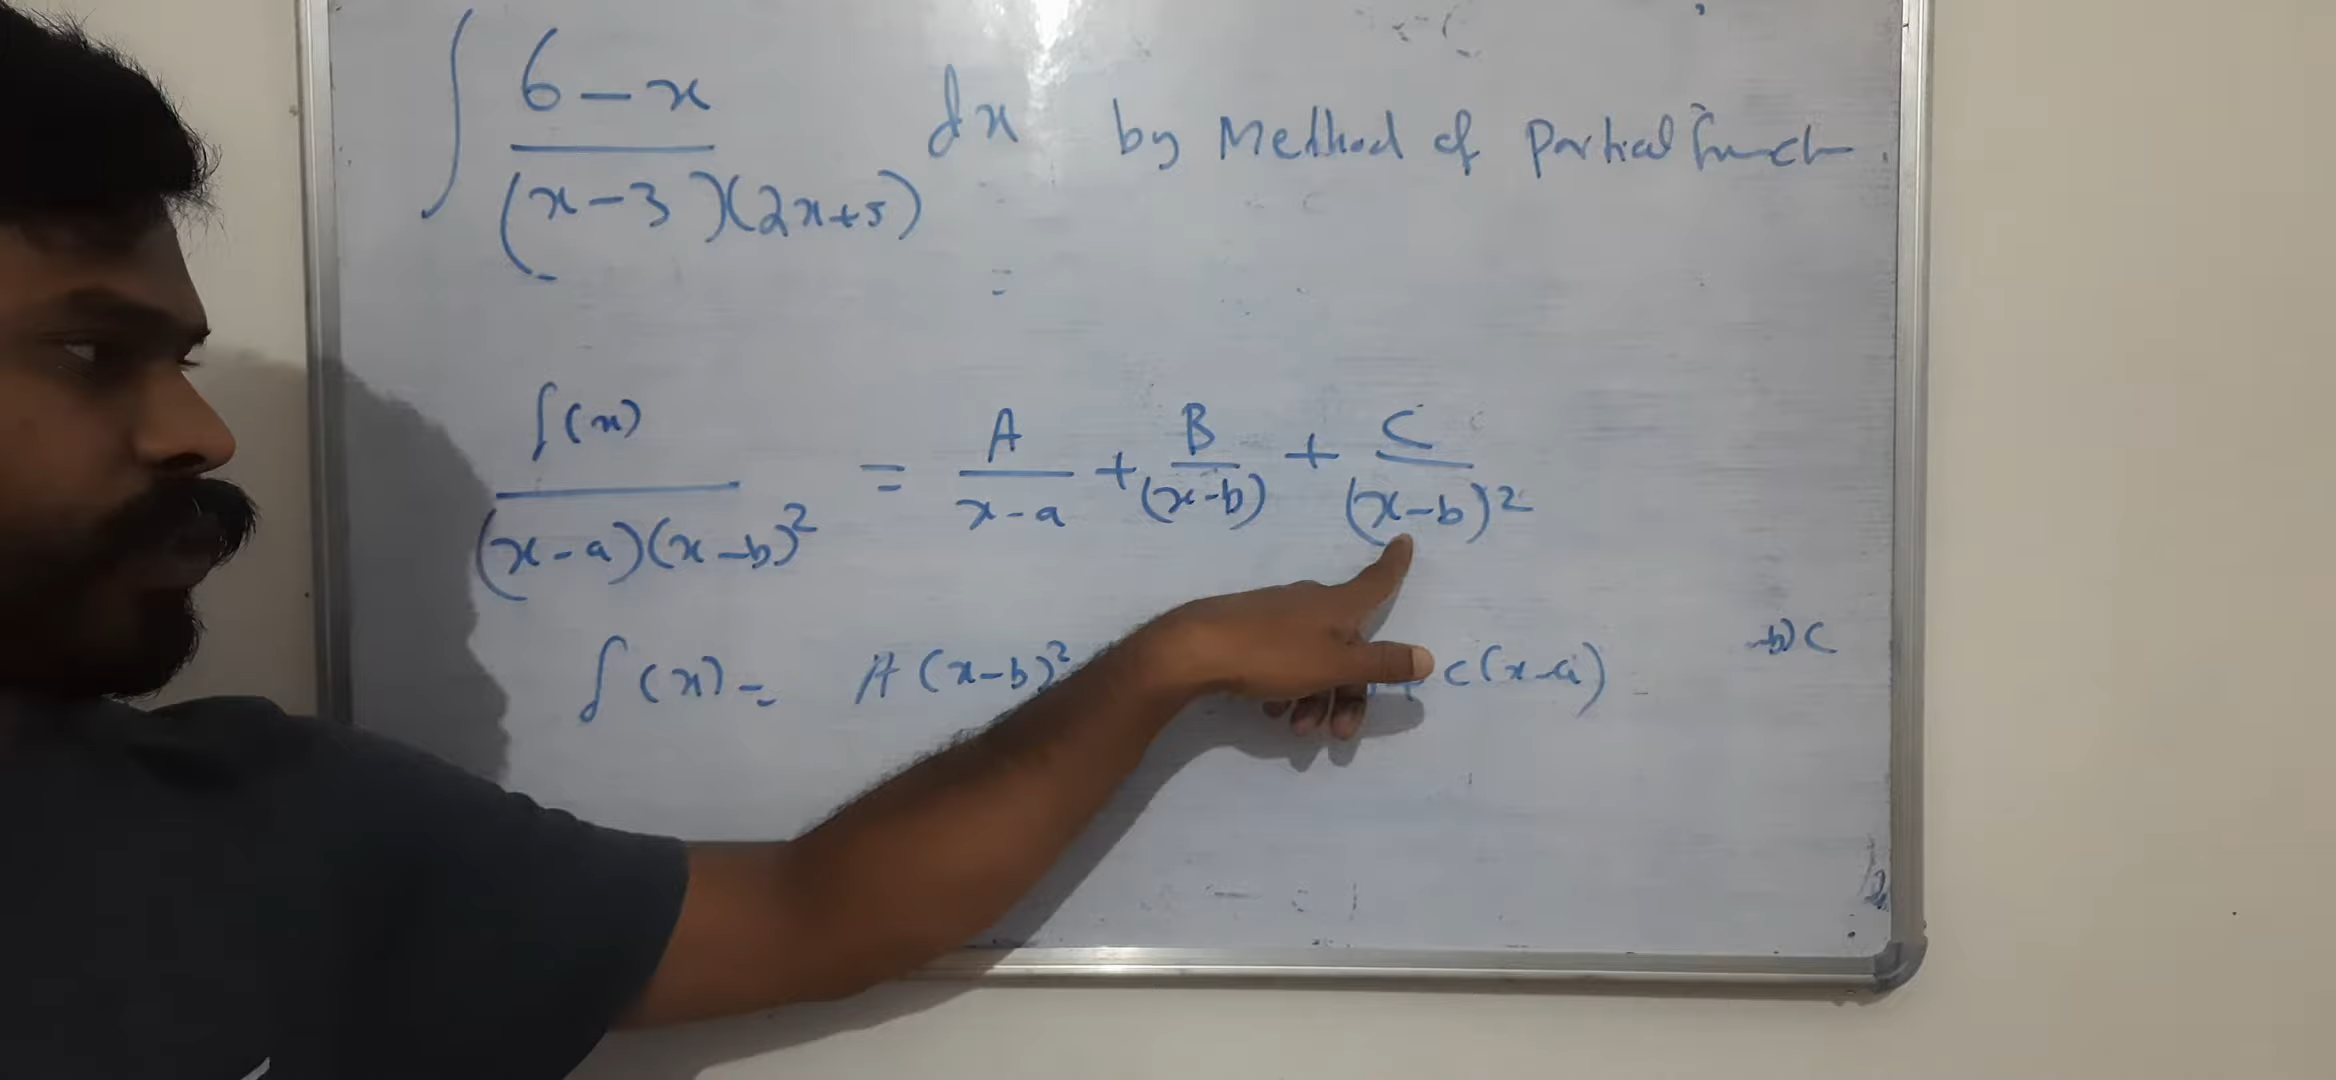 ∫ 6-x / (x-3)(2x+5) dx by Method of Partial
f(x) / (x-a)(x-b)² = A / x-a + B / (x-b) + C / (x-b)²
f(x) = A(x-b)² + C(x-a)
-b) C